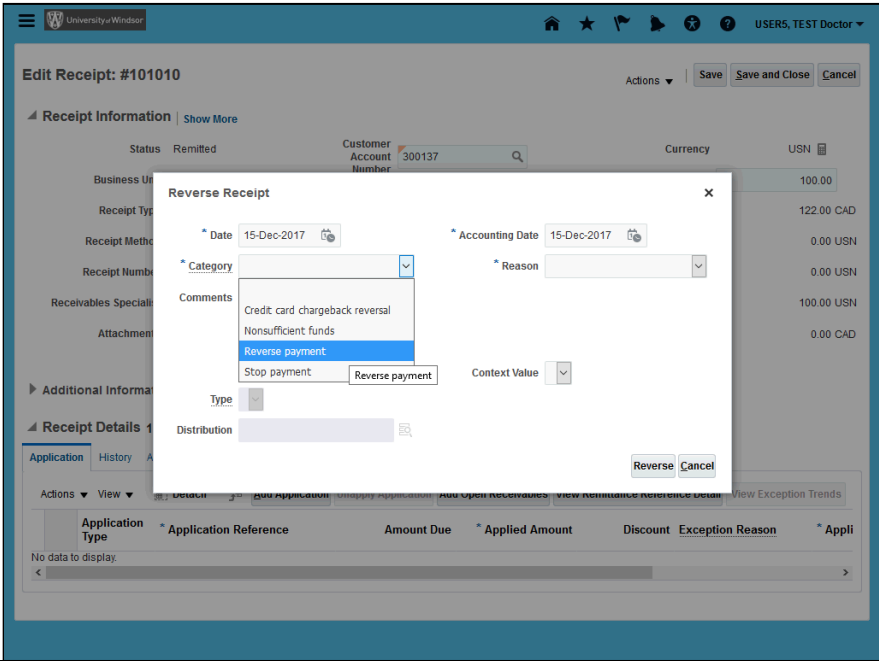 University of Windsor
USER5, TEST Doctor
Edit Receipt: #101010
Actions Save Save and Close Cancel
Receipt Information Show More
Status Remitted Customer Account Number 300137 Currency USN
Business Un 100.00
Receipt Typ 122.00 CAD
Receipt Metho 0.00 USN
Receipt Numbe 0.00 USN
Receivables Speciali 100.00 USN
Attachment 0.00 CAD
Additional Informat
Receipt Details 1
Reverse Receipt
* Date 15-Dec-2017 * Accounting Date 15-Dec-2017
* Category * Reason
Comments
Credit card chargeback reversal
Nonsufficient funds
Reverse payment
Stop payment Reverse payment Context Value
Type
Distribution
Reverse Cancel
Application History A
Actions View Detach Add Application Unapply Application Add Open Receivables View Remittance Reference Detail View Exception Trends
Application Type * Application Reference Amount Due * Applied Amount Discount Exception Reason * Appli
No data to display.